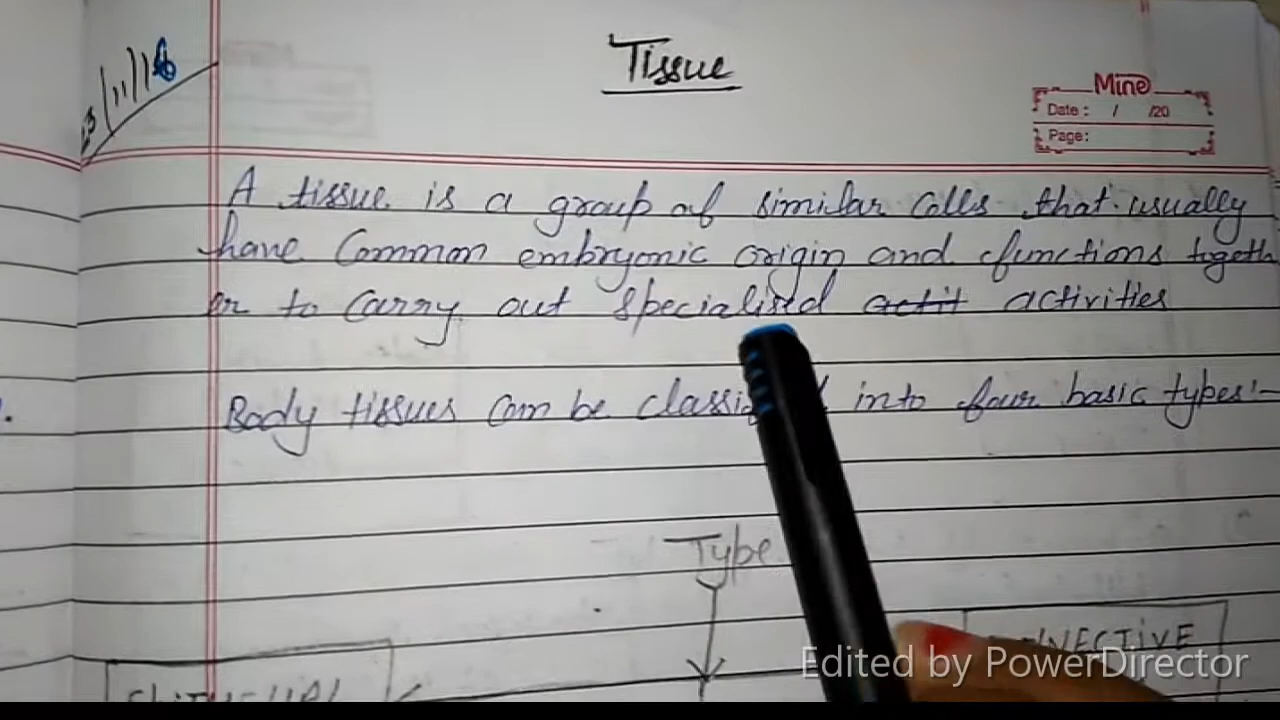 Tissue
Mine
Date : / /20
Page:
A tissue is a group of similar cells that usually
have Common embryonic origin and functions togeth
er to carry out specialised actit activities
Body tissues can be into four basic types:-
Type
Edited by PowerDirector